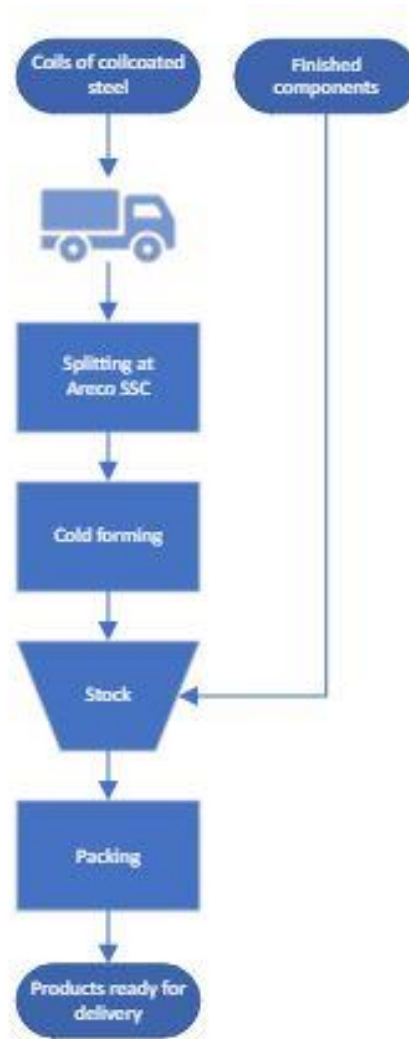 Coils of coilcoated
steel
Finished
components
Splitting at
Areco SSC
Cold forming
Stock
Packing
Products ready for
delivery